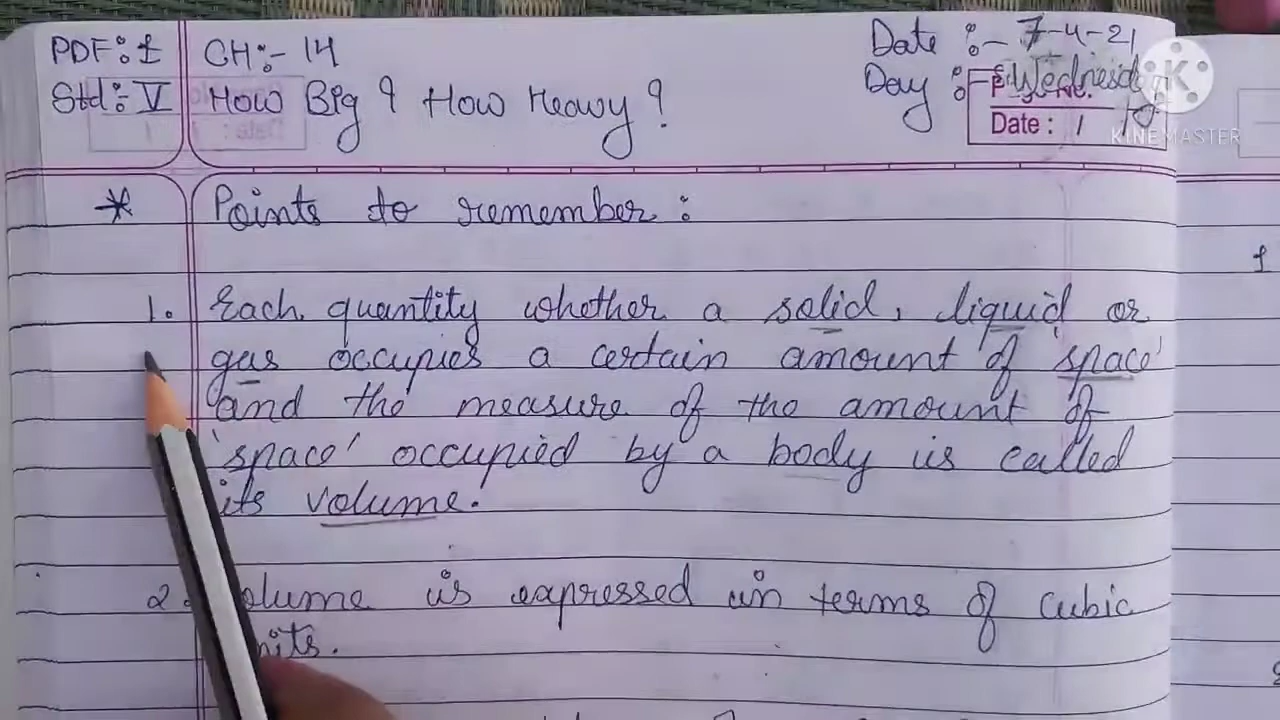 PDF:- 1
CH:- 14
Date :- 7-4-21
Std:- V
How Big? How Heavy?
Day :- Wednesday
Date :
KINEMASTER
* Points to remember :
1. Each quantity whether a solid, liquid or
gas occupies a certain amount of 'space'
and the measure of the amount of
'space' occupied by a body is called
its volume.
2. Volume is expressed in terms of cubic
units.